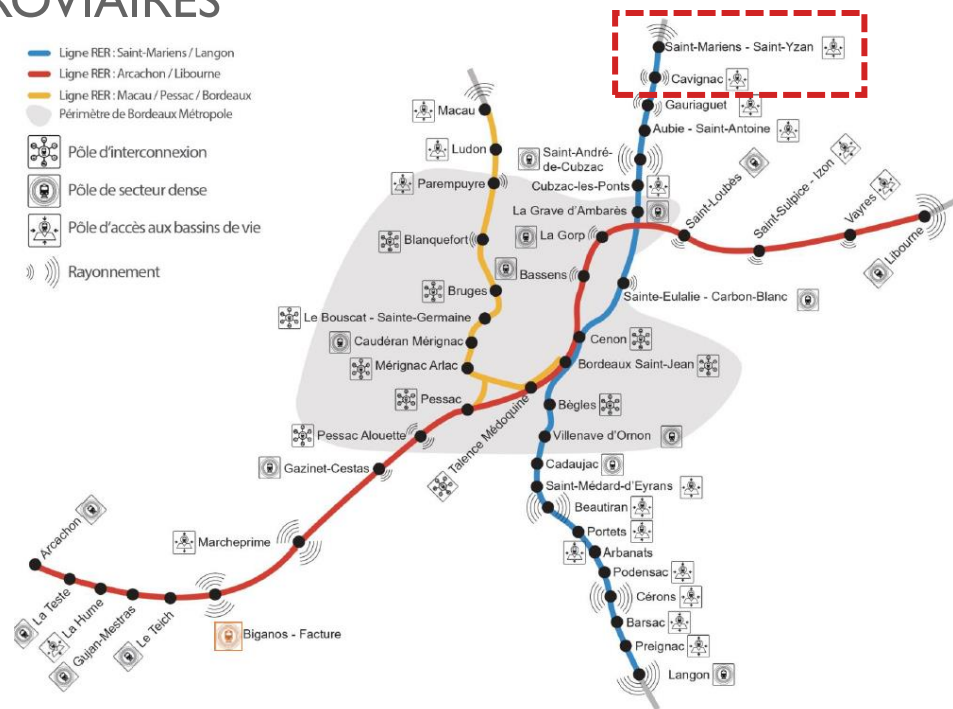 ROVIAIRES
Ligne RER : Saint-Mariens / Langon
Ligne RER : Arcachon / Libourne
Ligne RER : Macau / Pessac / Bordeaux
Périmètre de Bordeaux Métropole
Pôle d'interconnexion
Pôle de secteur dense
Pôle d'accès aux bassins de vie
Rayonnement
Saint-Mariens - Saint-Yzan
Cavignac
Gauriaguet
Aubie - Saint-Antoine
Saint-André-
de-Cubzac
Cubzac-les-Ponts
La Grave d'Ambarès
Macau
Ludon
Parempuyre
Blanquefort
Bruges
Le Bouscat - Sainte-Germaine
Caudéran Mérignac
Mérignac Arlac
Pessac
Pessac Alouette
Gazinet-Cestas
Marcheprime
Biganos - Facture
Le Teich
Gujan-Mestras
La Hume
La Teste
Arcachon
Talence Médoquine
La Gorp
Bassens
Saint-Loubès
Saint-Sulpice - Izon
Vayres
Libourne
Sainte-Eulalie - Carbon-Blanc
Cenon
Bordeaux Saint-Jean
Bègles
Villenave d'Ornon
Cadaujac
Saint-Médard-d'Eyrans
Beautiran
Portets
Arbanats
Podensac
Cérons
Barsac
Preignac
Langon